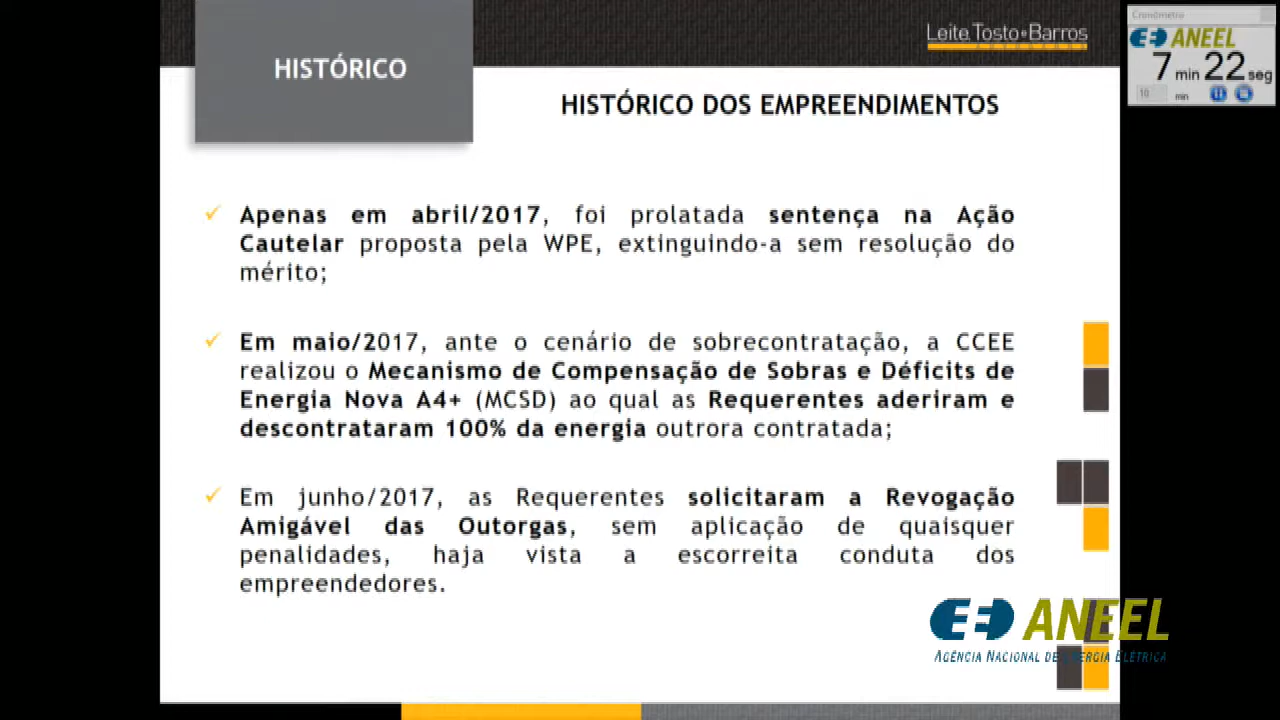 HISTÓRICO
Leite,Tosto•Barros
Cronômetro
ANEEL
7 min 22 seg
10 min
HISTÓRICO DOS EMPREENDIMENTOS
Apenas em abril/2017, foi prolatada sentença na Ação
Cautelar proposta pela WPE, extinguindo-a sem resolução do
mérito;
Em maio/2017, ante o cenário de sobrecontratação, a CCEE
realizou o Mecanismo de Compensação de Sobras e Déficits de
Energia Nova A4+ (MCSD) ao qual as Requerentes aderiram e
descontrataram 100% da energia outrora contratada;
Em junho/2017, as Requerentes solicitaram a Revogação
Amigável das Outorgas, sem aplicação de quaisquer
penalidades, haja vista a escorreita conduta dos
empreendedores.
ANEEL
AGÊNCIA NACIONAL DE ENERGIA ELÉTRICA